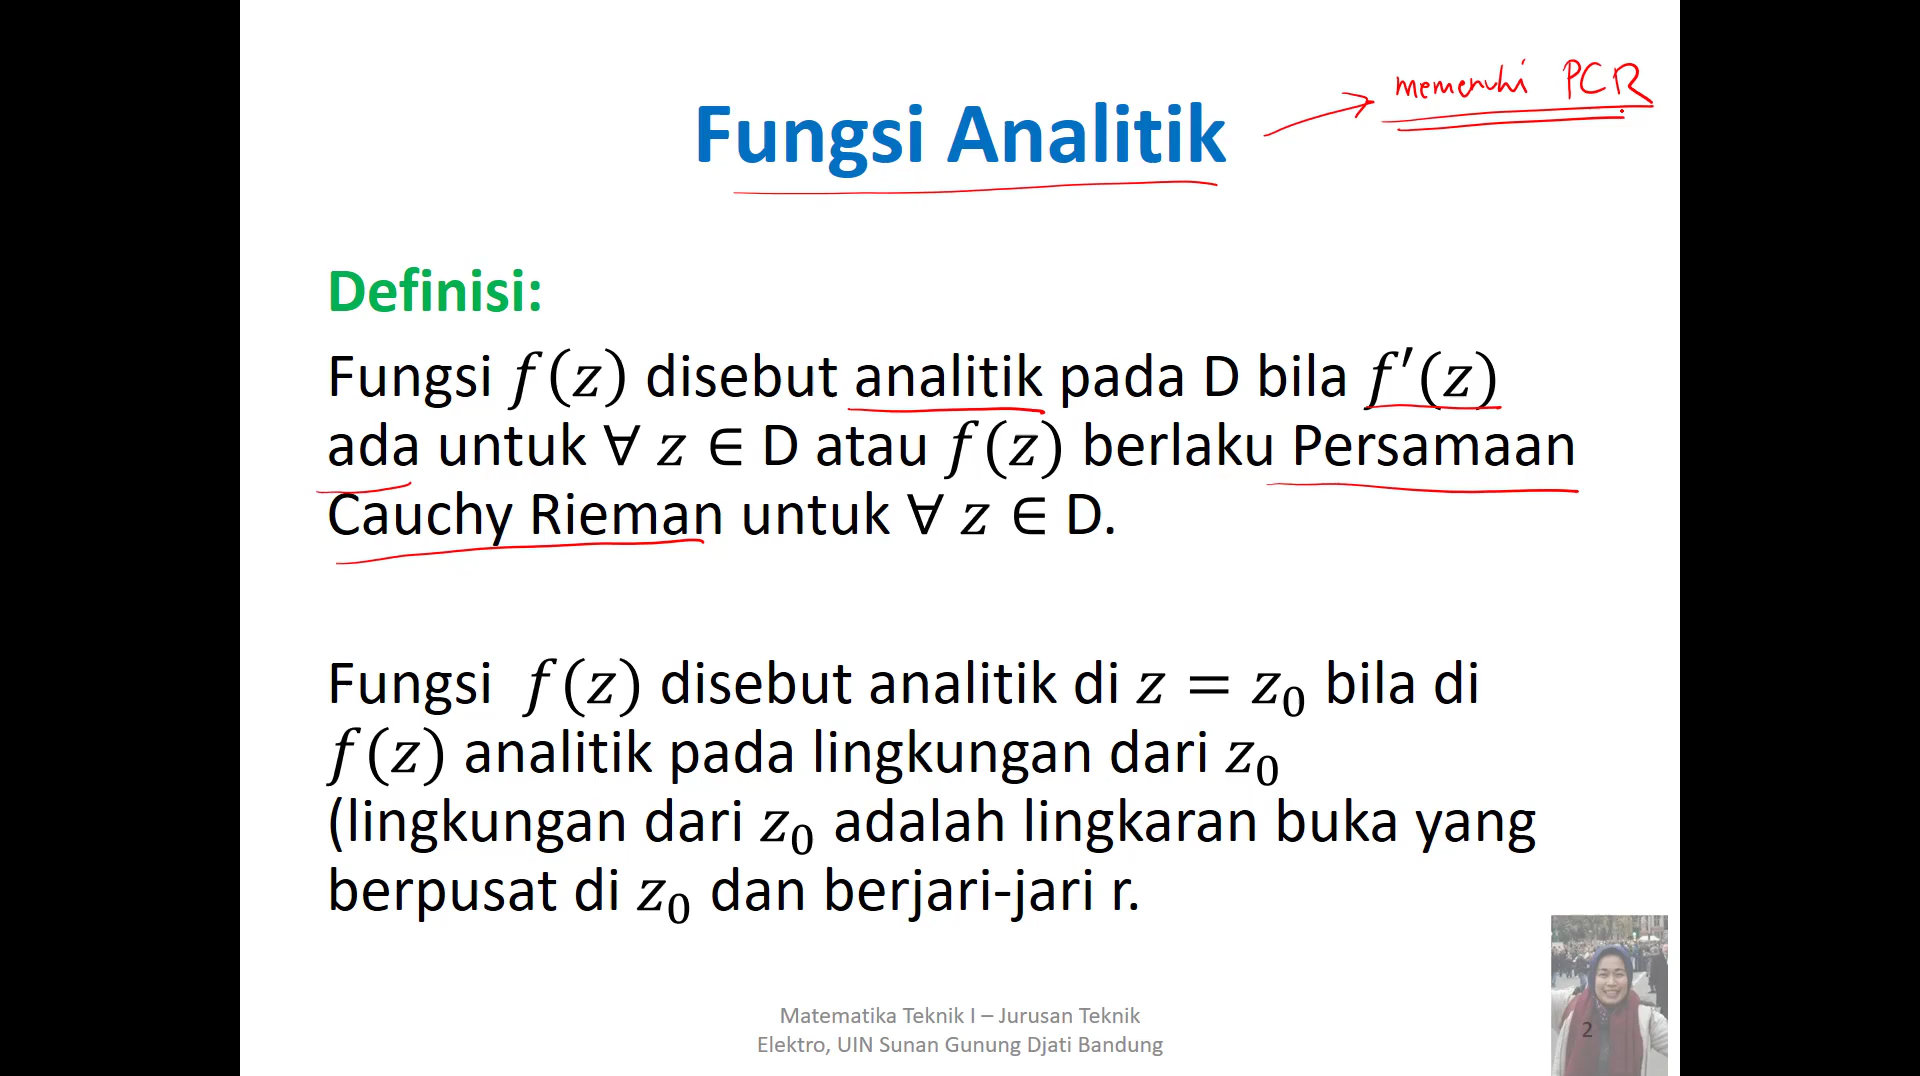 memenuhi PCR
Fungsi Analitik
Definisi:
Fungsi f(z) disebut analitik pada D bila f′(z)
ada untuk ∀ z ∈ D atau f(z) berlaku Persamaan
Cauchy Rieman untuk ∀ z ∈ D.
Fungsi f(z) disebut analitik di z = z₀ bila di
f(z) analitik pada lingkungan dari z₀
(lingkungan dari z₀ adalah lingkaran buka yang
berpusat di z₀ dan berjari-jari r.
Matematika Teknik I – Jurusan Teknik
Elektro, UIN Sunan Gunung Djati Bandung
2